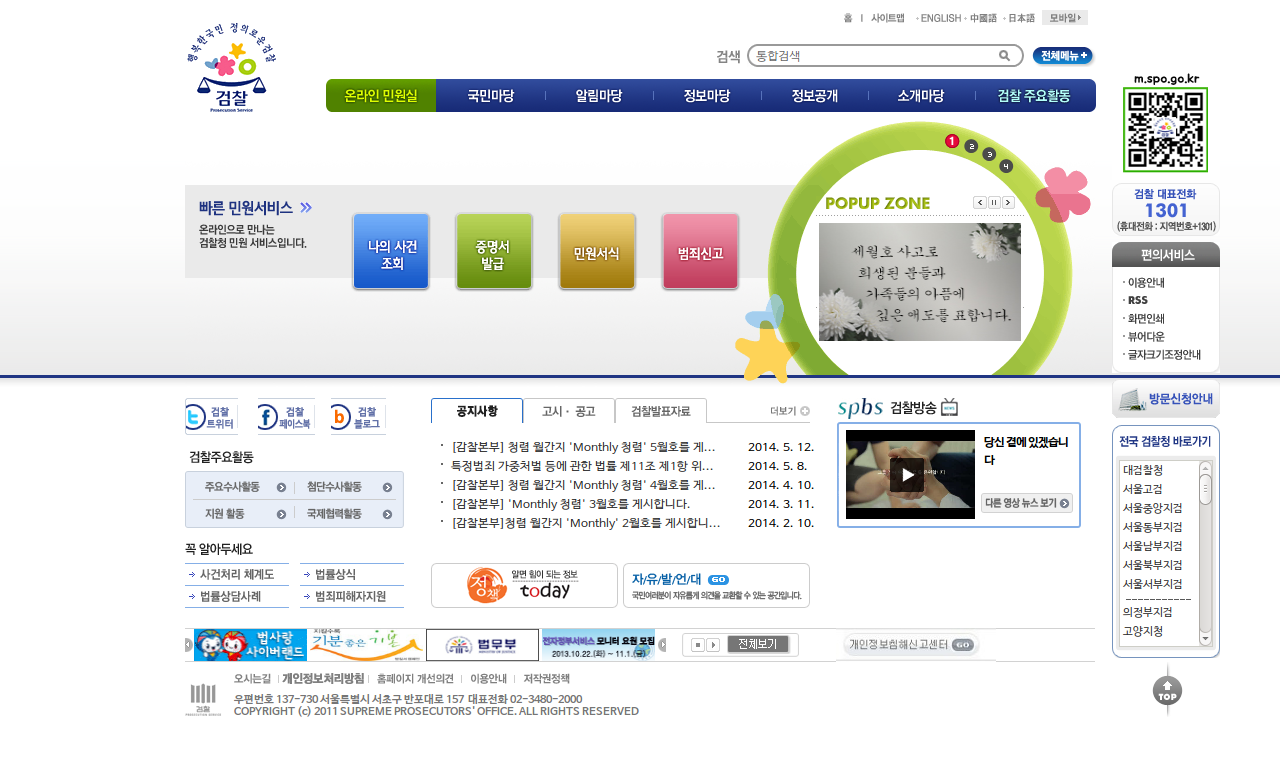 홈 사이트맵 ENGLISH 中國語 日本語 모바일
행복한국민 정의로운검찰
검찰
Prosecution Service
검색 통합검색 전체메뉴
온라인 민원실 국민마당 알림마당 정보마당 정보공개 소개마당 검찰 주요활동
m.spo.go.kr
빠른 민원서비스
온라인으로 만나는
검찰청 민원 서비스입니다.
나의 사건
조회
증명서
발급
민원서식
범죄신고
1 2 3 4
POPUP ZONE
세월호 사고로
희생된 분들과
가족들의 아픔에
깊은 애도를 표합니다.
검찰 대표전화
1301
(휴대전화 : 지역번호+1301)
편의서비스
이용안내
RSS
화면인쇄
뷰어다운
글자크기조정안내
방문신청안내
검찰
트위터
검찰
페이스북
검찰
블로그
검찰주요활동
주요수사활동 첨단수사활동
지원 활동 국제협력활동
꼭 알아두세요
사건처리 체계도 법률상식
법률상담사례 범죄피해자지원
공지사항 고시 · 공고 검찰발표자료 더보기
[감찰본부] 청렴 월간지 'Monthly 청렴' 5월호를 게... 2014. 5. 12.
특정범죄 가중처벌 등에 관한 법률 제11조 제1항 위... 2014. 5. 8.
[감찰본부] 청렴 월간지 'Monthly 청렴' 4월호를 게... 2014. 4. 10.
[감찰본부] 'Monthly 청렴' 3월호를 게시합니다. 2014. 3. 11.
[감찰본부]청렴 월간지 'Monthly' 2월호를 게시합니... 2014. 2. 10.
정책
알면 힘이 되는 정보
today
자/유/발/언/대 GO
국민여러분이 자유롭게 의견을 교환할 수 있는 공간입니다.
spbs 검찰방송
당신 곁에 있겠습니
다
다른 영상 뉴스 보기
전국 검찰청 바로가기
대검찰청
서울고검
서울중앙지검
서울동부지검
서울남부지검
서울북부지검
서울서부지검
-----------
의정부지검
고양지청
법사랑
사이버랜드
기분좋은 기본
법무부
전자정부서비스 모니터 요원 모집
2013.10.22.(화) ~ 11.1.(금)
전체보기
개인정보침해신고센터 GO
오시는길 개인정보처리방침 홈페이지 개선의견 이용안내 저작권정책
검찰
PROSECUTION SERVICE
우편번호 137-730 서울특별시 서초구 반포대로 157 대표전화 02-3480-2000
COPYRIGHT (c) 2011 SUPREME PROSECUTORS' OFFICE. ALL RIGHTS RESERVED
TOP